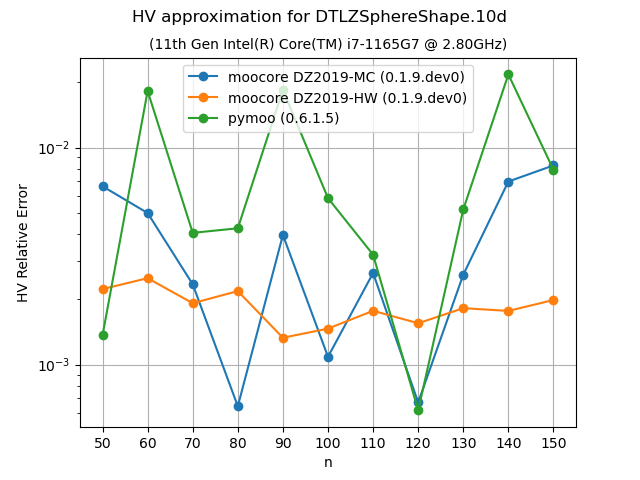 HV approximation for DTLZSphereShape.10d
(11th Gen Intel(R) Core(TM) i7-1165G7 @ 2.80GHz)
moocore DZ2019-MC (0.1.9.dev0)
moocore DZ2019-HW (0.1.9.dev0)
pymoo (0.6.1.5)
HV Relative Error
10⁻²
10⁻³
50 60 70 80 90 100 110 120 130 140 150
n